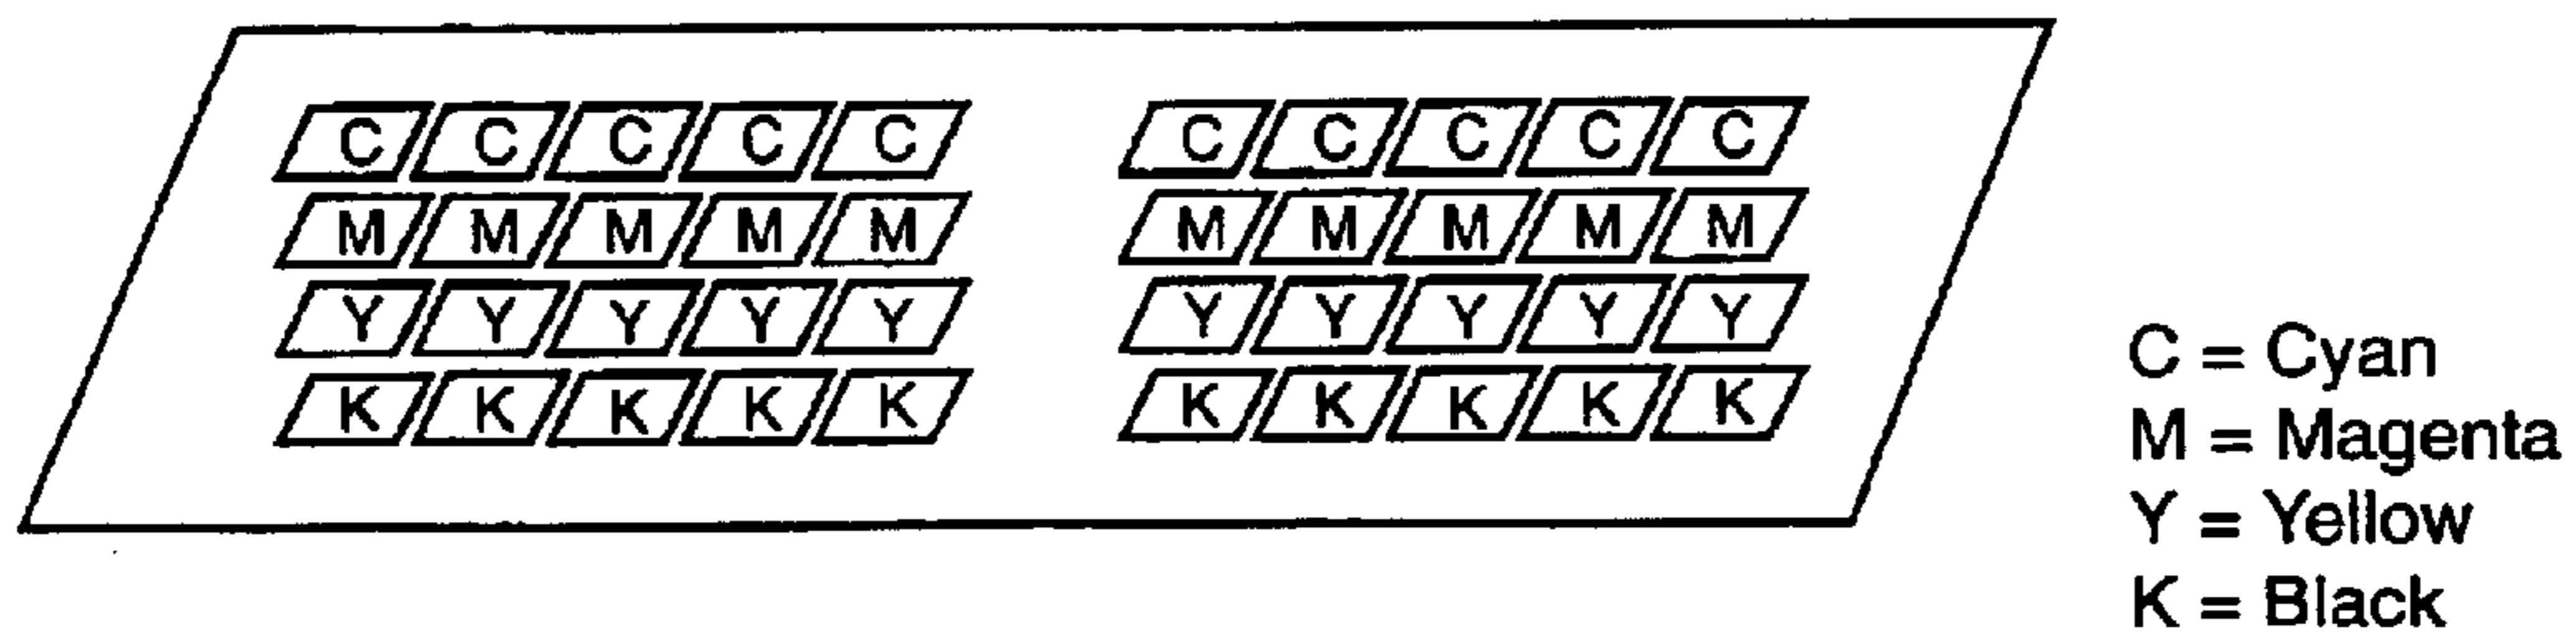 C C C C C C C C C C
M M M M M M M M M M
Y Y Y Y Y Y Y Y Y Y
K K K K K K K K K K
C = Cyan
M = Magenta
Y = Yellow
K = Black